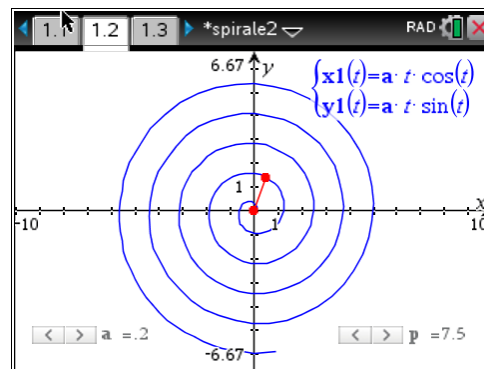 1.1 1.2 1.3 *spirale2 RAD
6.67 y
x1(t)=a· t· cos(t)
y1(t)=a· t· sin(t)
1
x
-10 1 10
a =.2 p =7.5
-6.67